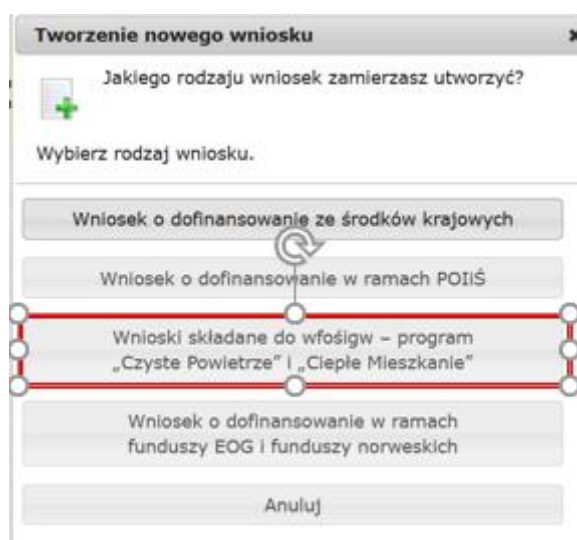 Tworzenie nowego wniosku
Jakiego rodzaju wniosek zamierzasz utworzyć?
Wybierz rodzaj wniosku.
Wniosek o dofinansowanie ze środków krajowych
Wniosek o dofinansowanie w ramach POIiŚ
Wnioski składane do wfośigw – program
„Czyste Powietrze” i „Ciepłe Mieszkanie”
Wniosek o dofinansowanie w ramach
funduszy EOG i funduszy norweskich
Anuluj